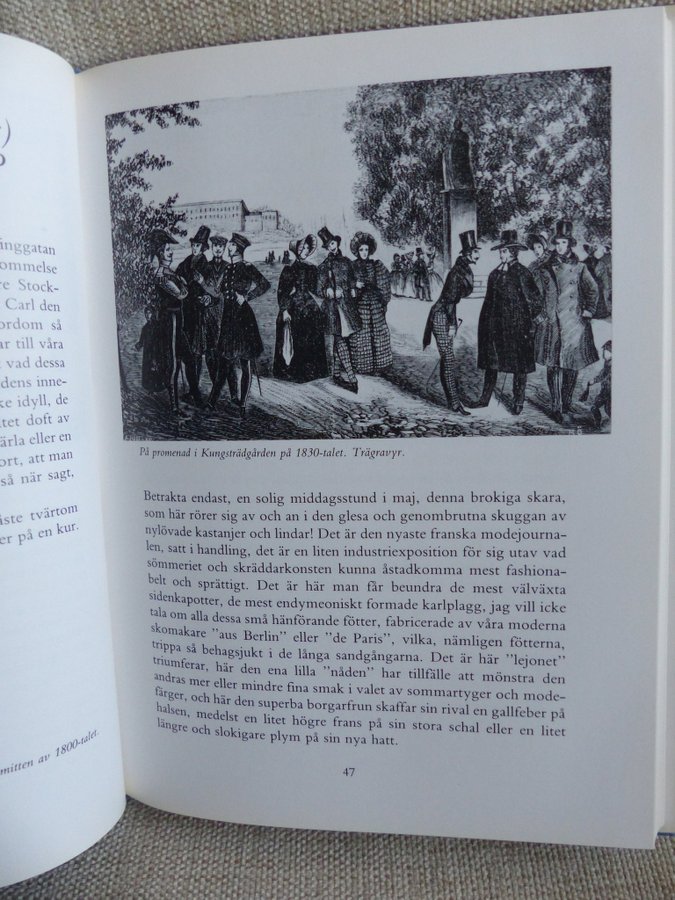 inggatan
ommelse
re Stock-
Carl den
ordom så
ar till våra
t vad dessa
dens inne-
ke idyll, de
tet doft av
ärla eller en
ort, att man
så när sagt,
iste tvärtom
er på en kur.
mitten av 1800-talet.
På promenad i Kungsträdgården på 1830-talet. Trägravyr.
Betrakta endast, en solig middagsstund i maj, denna brokiga skara,
som här rörer sig av och an i den glesa och genombrutna skuggan av
nylövade kastanjer och lindar! Det är den nyaste franska modejourna-
len, satt i handling, det är en liten industriexposition för sig utav vad
sömmeriet och skräddarkonsten kunna åstadkomma mest fashiona-
belt och sprättigt. Det är här man får beundra de mest välväxta
sidenkapotter, de mest endymeoniskt formade karlplagg, jag vill icke
tala om alla dessa små hänförande fötter, fabricerade av våra moderna
skomakare "aus Berlin" eller "de Paris", vilka, nämligen fötterna,
trippa så behagsjukt i de långa sandgångarna. Det är här "lejonet"
triumferar, här den ena lilla "nåden" har tillfälle att mönstra den
andras mer eller mindre fina smak i valet av sommartyger och mode-
färger, och här den superba borgarfrun skaffar sin rival en gallfeber på
halsen, medelst en litet högre frans på sin stora schal eller en litet
längre och slokigare plym på sin nya hatt.
47